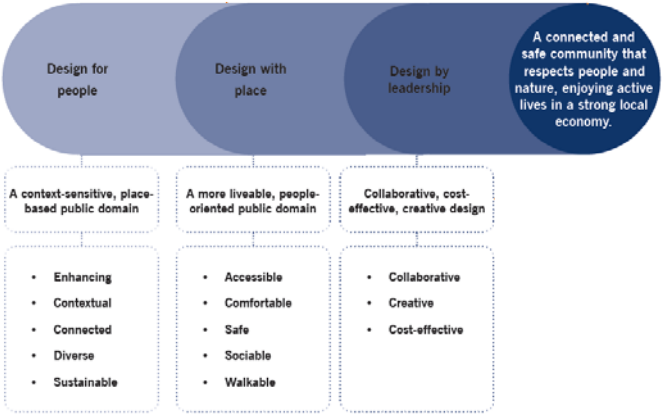 Design for
people
Design with
place
Design by
leadership
A connected and
safe community that
respects people and
nature, enjoying active
lives in a strong local
economy.
A context-sensitive, place-
based public domain
A more liveable, people-
oriented public domain
Collaborative, cost-
effective, creative design
• Enhancing
• Contextual
• Connected
• Diverse
• Sustainable
• Accessible
• Comfortable
• Safe
• Sociable
• Walkable
• Collaborative
• Creative
• Cost-effective